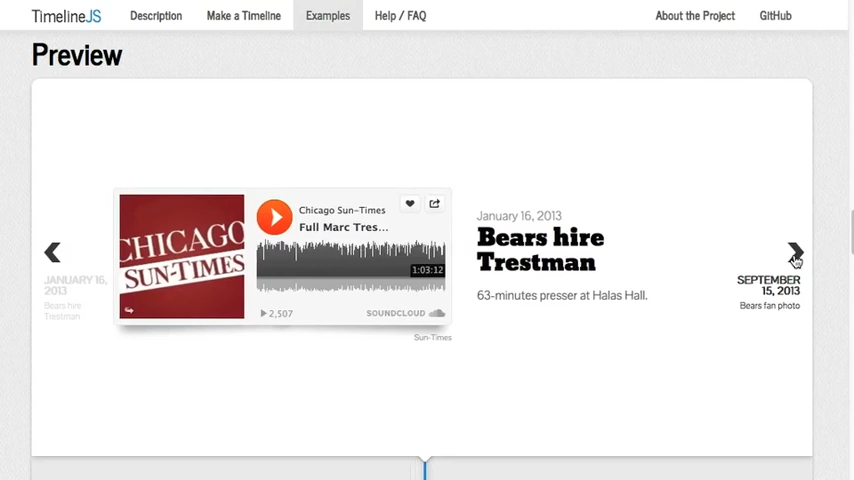 TimelineJS Description Make a Timeline Examples Help / FAQ About the Project GitHub
Preview
CHICAGO
SUN-TIMES
Chicago Sun-Times
Full Marc Tres...
1:03:12
2,507
SOUNDCLOUD
Sun-Times
January 16, 2013
Bears hire
Trestman
63-minutes presser at Halas Hall.
JANUARY 16,
2013
Bears hire
Trestman
SEPTEMBER
15, 2013
Bears fan photo